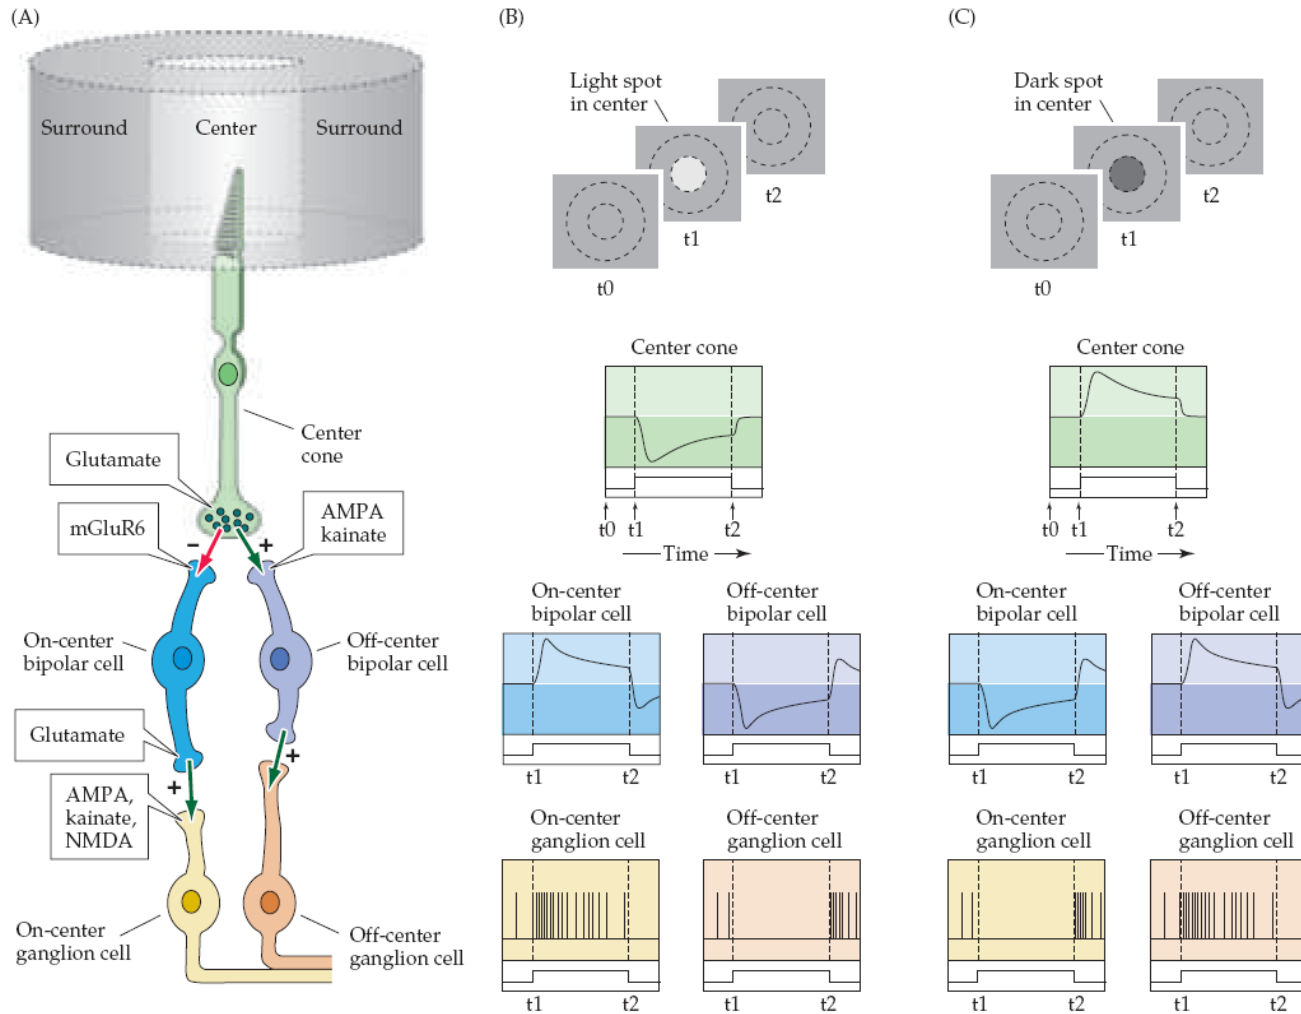 (A)
Surround
Center
Surround
Center
cone
Glutamate
mGluR6
AMPA
kainate
–
+
On-center
bipolar cell
Off-center
bipolar cell
Glutamate
+
+
AMPA,
kainate,
NMDA
On-center
ganglion cell
Off-center
ganglion cell
(B)
Light spot
in center
t2
t1
t0
Center cone
t0 t1 t2
Time
On-center
bipolar cell
t1 t2
Off-center
bipolar cell
t1 t2
On-center
ganglion cell
t1 t2
Off-center
ganglion cell
t1 t2
(C)
Dark spot
in center
t2
t1
t0
Center cone
t0 t1 t2
Time
On-center
bipolar cell
t1 t2
Off-center
bipolar cell
t1 t2
On-center
ganglion cell
t1 t2
Off-center
ganglion cell
t1 t2